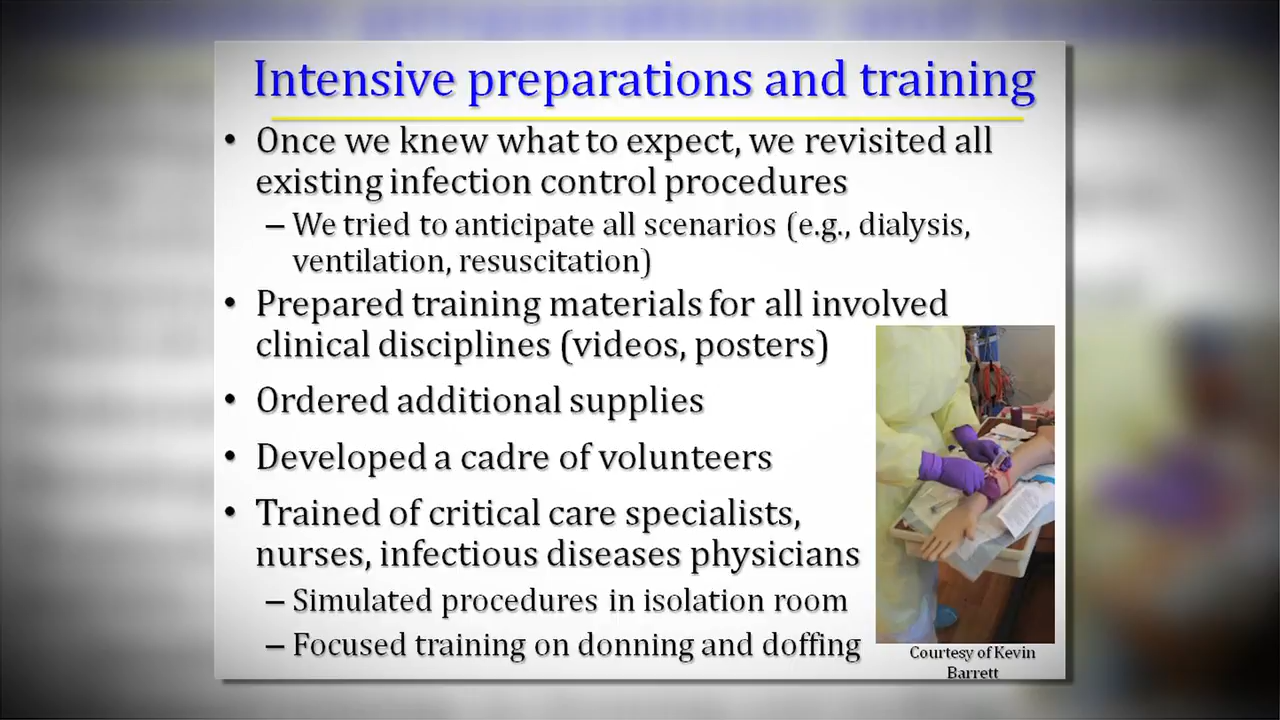 Intensive preparations and training
• Once we knew what to expect, we revisited all
existing infection control procedures
– We tried to anticipate all scenarios (e.g., dialysis,
ventilation, resuscitation)
• Prepared training materials for all involved
clinical disciplines (videos, posters)
• Ordered additional supplies
• Developed a cadre of volunteers
• Trained of critical care specialists,
nurses, infectious diseases physicians
– Simulated procedures in isolation room
– Focused training on donning and doffing
Courtesy of Kevin
Barrett